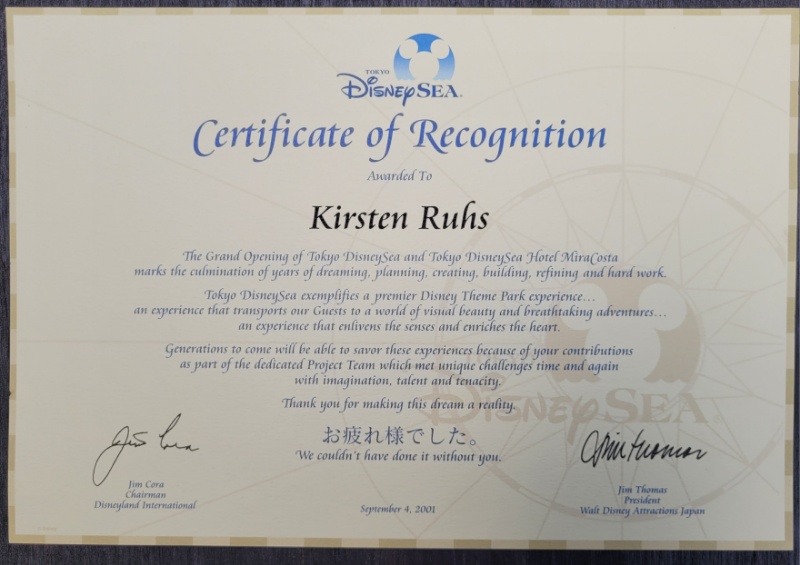 TOKYO
DISNEYSEA.
Certificate of Recognition
Awarded To
Kirsten Ruhs
The Grand Opening of Tokyo DisneySea and Tokyo DisneySea Hotel MiraCosta
marks the culmination of years of dreaming, planning, creating, building, refining and hard work.
Tokyo DisneySea exemplifies a premier Disney Theme Park experience...
an experience that transports our Guests to a world of visual beauty and breathtaking adventures...
an experience that enlivens the senses and enriches the heart.
Generations to come will be able to savor these experiences because of your contributions
as part of the dedicated Project Team which met unique challenges time and again
with imagination, talent and tenacity.
Thank you for making this dream a reality.
DISNEYSEA.
お疲れ様でした。
We couldn't have done it without you.
Jim Cora
Jim Thomas
Jim Cora
Chairman
Disneyland International
September 4, 2001
Jim Thomas
President
Walt Disney Attractions Japan